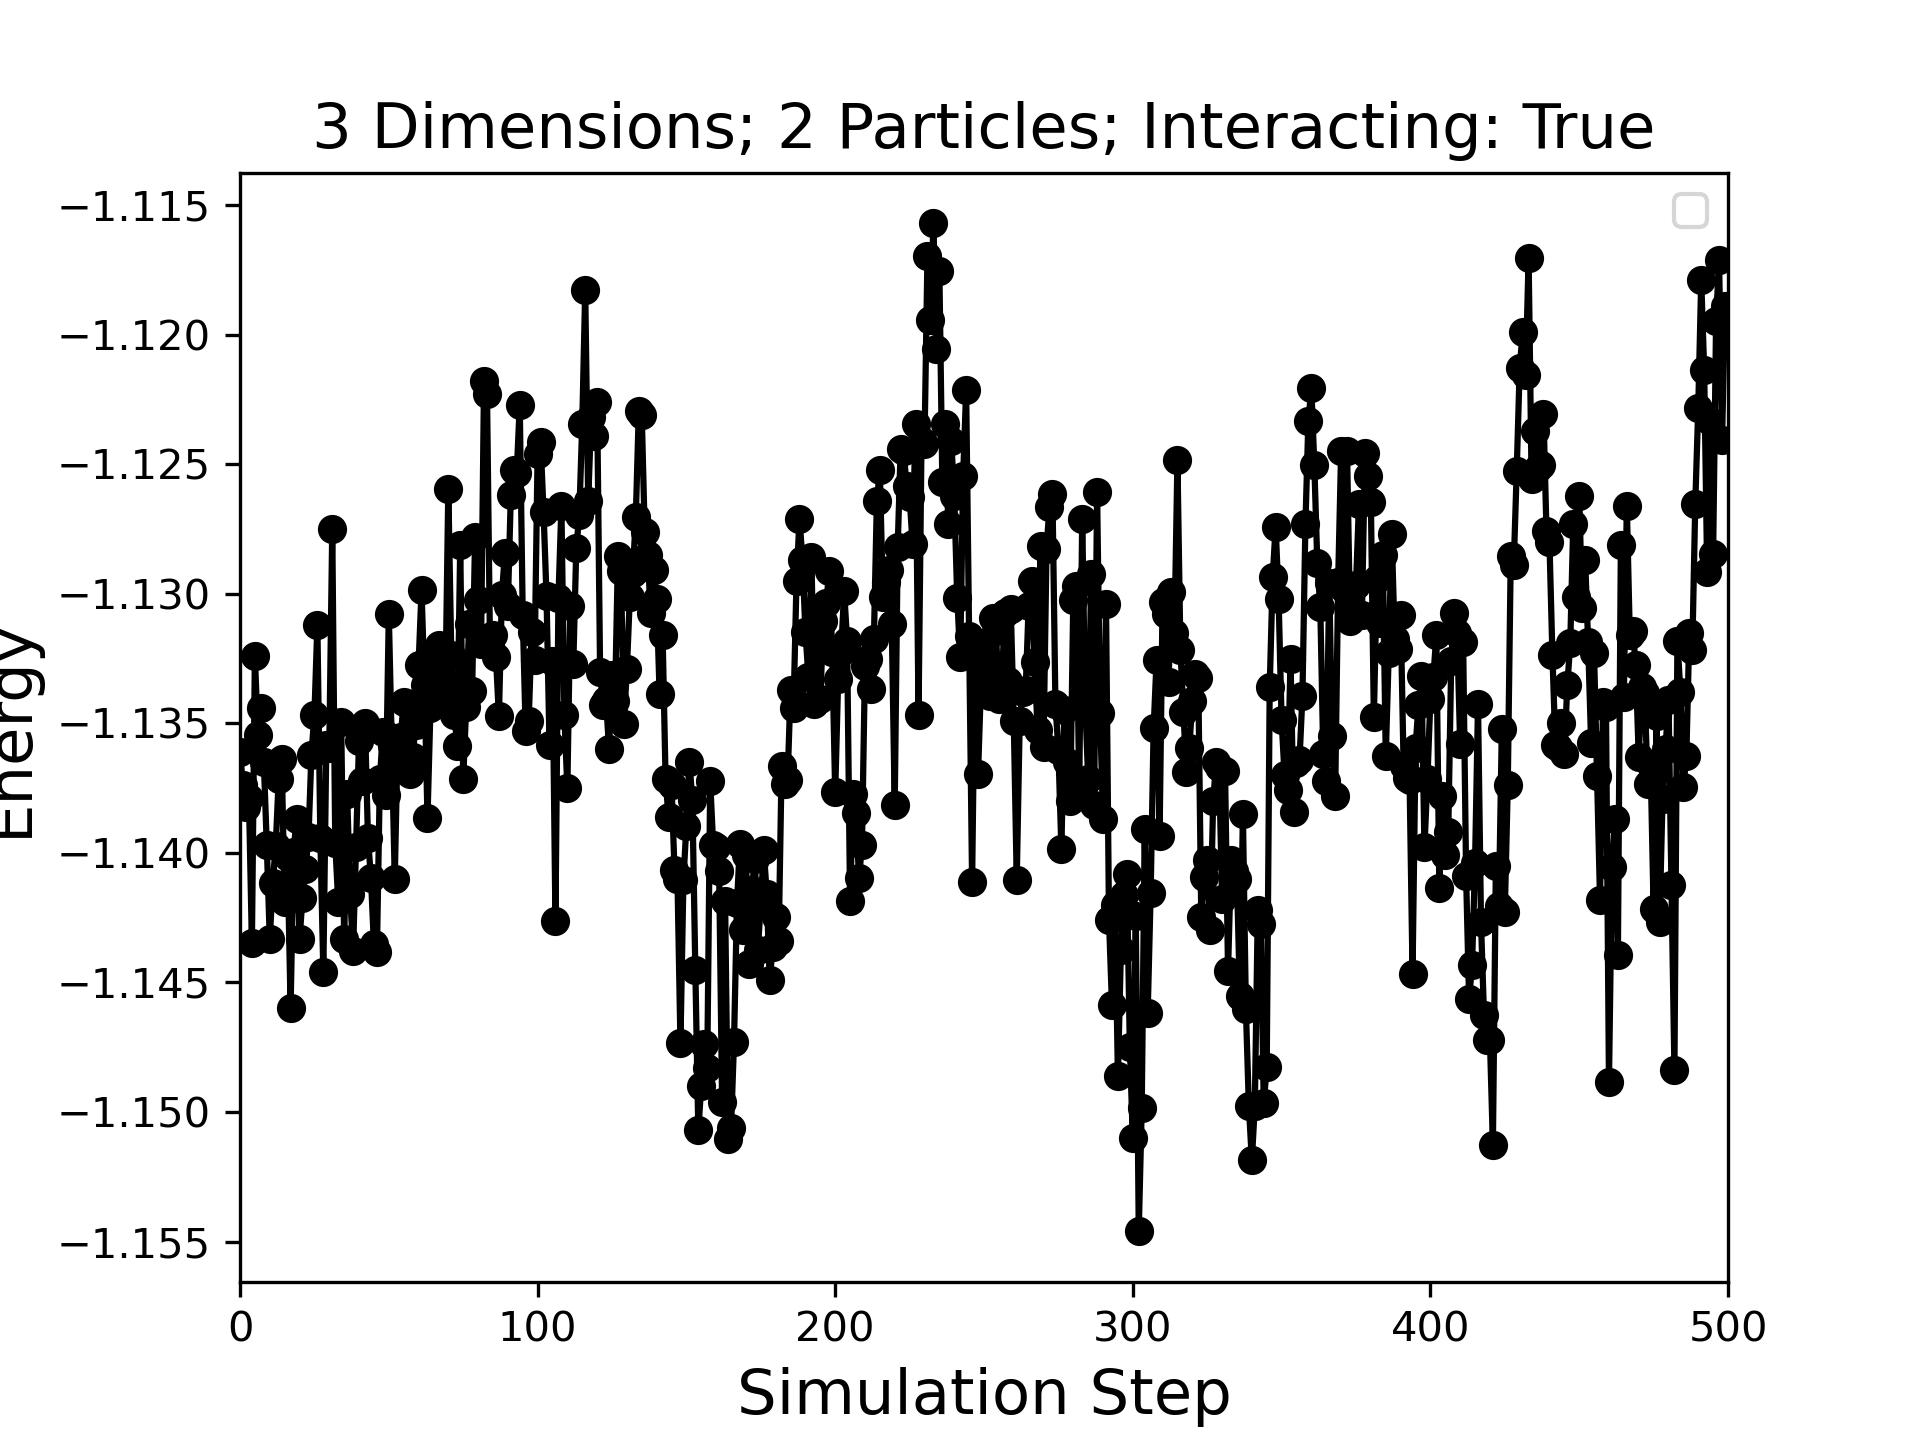 3 Dimensions; 2 Particles; Interacting: True
Energy
−1.115
−1.120
−1.125
−1.130
−1.135
−1.140
−1.145
−1.150
−1.155
0 100 200 300 400 500
Simulation Step